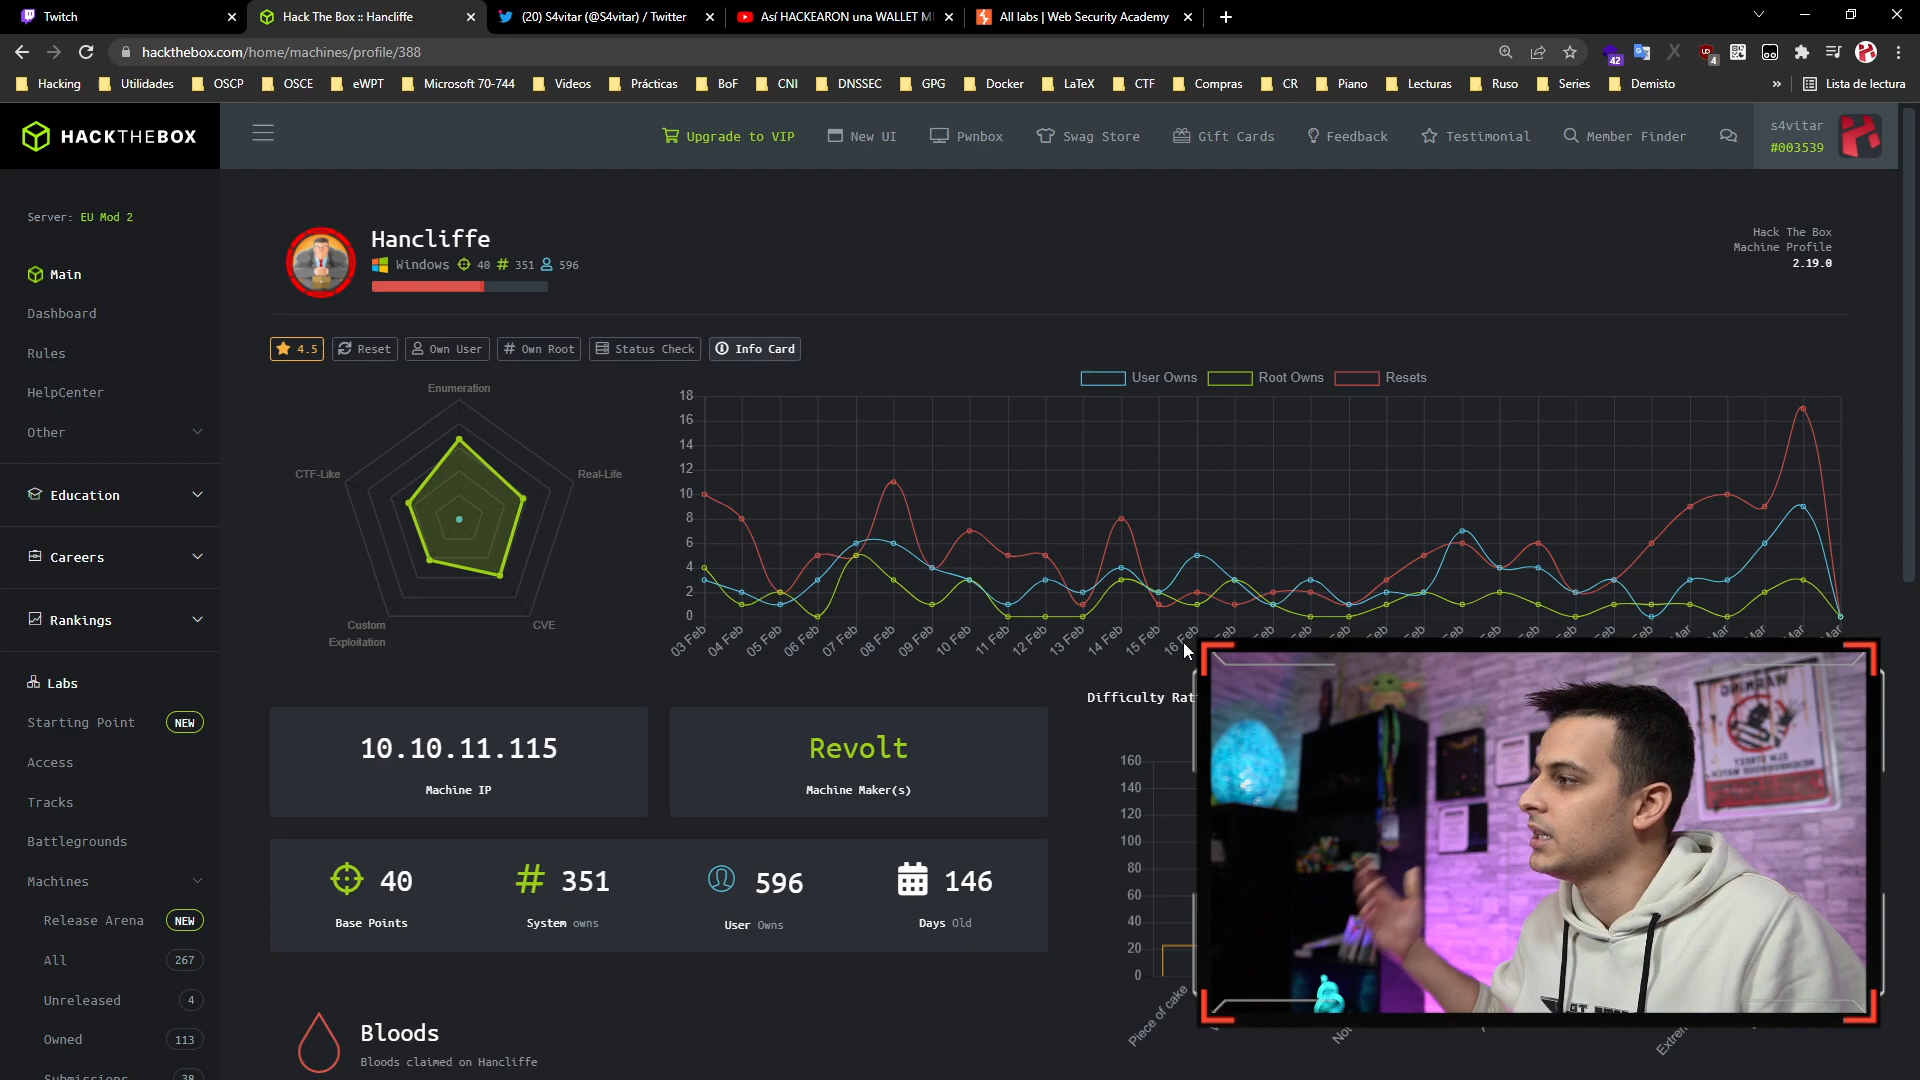 Twitch
Hack The Box :: Hancliffe
(20) S4vitar (@S4vitar) / Twitter
Así HACKEARON una WALLET M
All labs | Web Security Academy
hackthebox.com/home/machines/profile/388
42
4
Hacking
Utilidades
OSCP
OSCE
eWPT
Microsoft 70-744
Videos
Prácticas
BoF
CNI
DNSSEC
GPG
Docker
LaTeX
CTF
Compras
CR
Piano
Lecturas
Ruso
Series
Demisto
»
Lista de lectura
HACKTHEBOX
Upgrade to VIP
New UI
Pwnbox
Swag Store
Gift Cards
Feedback
Testimonial
Member Finder
s4vitar
#003539
Server: EU Mod 2
Main
Dashboard
Rules
HelpCenter
Other
Education
Careers
Rankings
Labs
Starting Point NEW
Access
Tracks
Battlegrounds
Machines
Release Arena NEW
All 267
Unreleased 4
Owned 113
Submissions 38
Hancliffe
Windows 40 # 351 596
Hack The Box
Machine Profile
2.19.0
4.5
Reset
Own User
# Own Root
Status Check
Info Card
Enumeration
Real-Life
CVE
Custom
Exploitation
CTF-Like
User Owns
Root Owns
Resets
18
16
14
12
10
8
6
4
2
0
03 Feb
04 Feb
05 Feb
06 Feb
07 Feb
08 Feb
09 Feb
10 Feb
11 Feb
12 Feb
13 Feb
14 Feb
15 Feb
16 Feb
10.10.11.115
Machine IP
Revolt
Machine Maker(s)
40
Base Points
# 351
System owns
596
User Owns
146
Days Old
Bloods
Bloods claimed on Hancliffe
Difficulty Rat
160
140
120
100
80
60
40
20
0
Piece of cake
WARNING